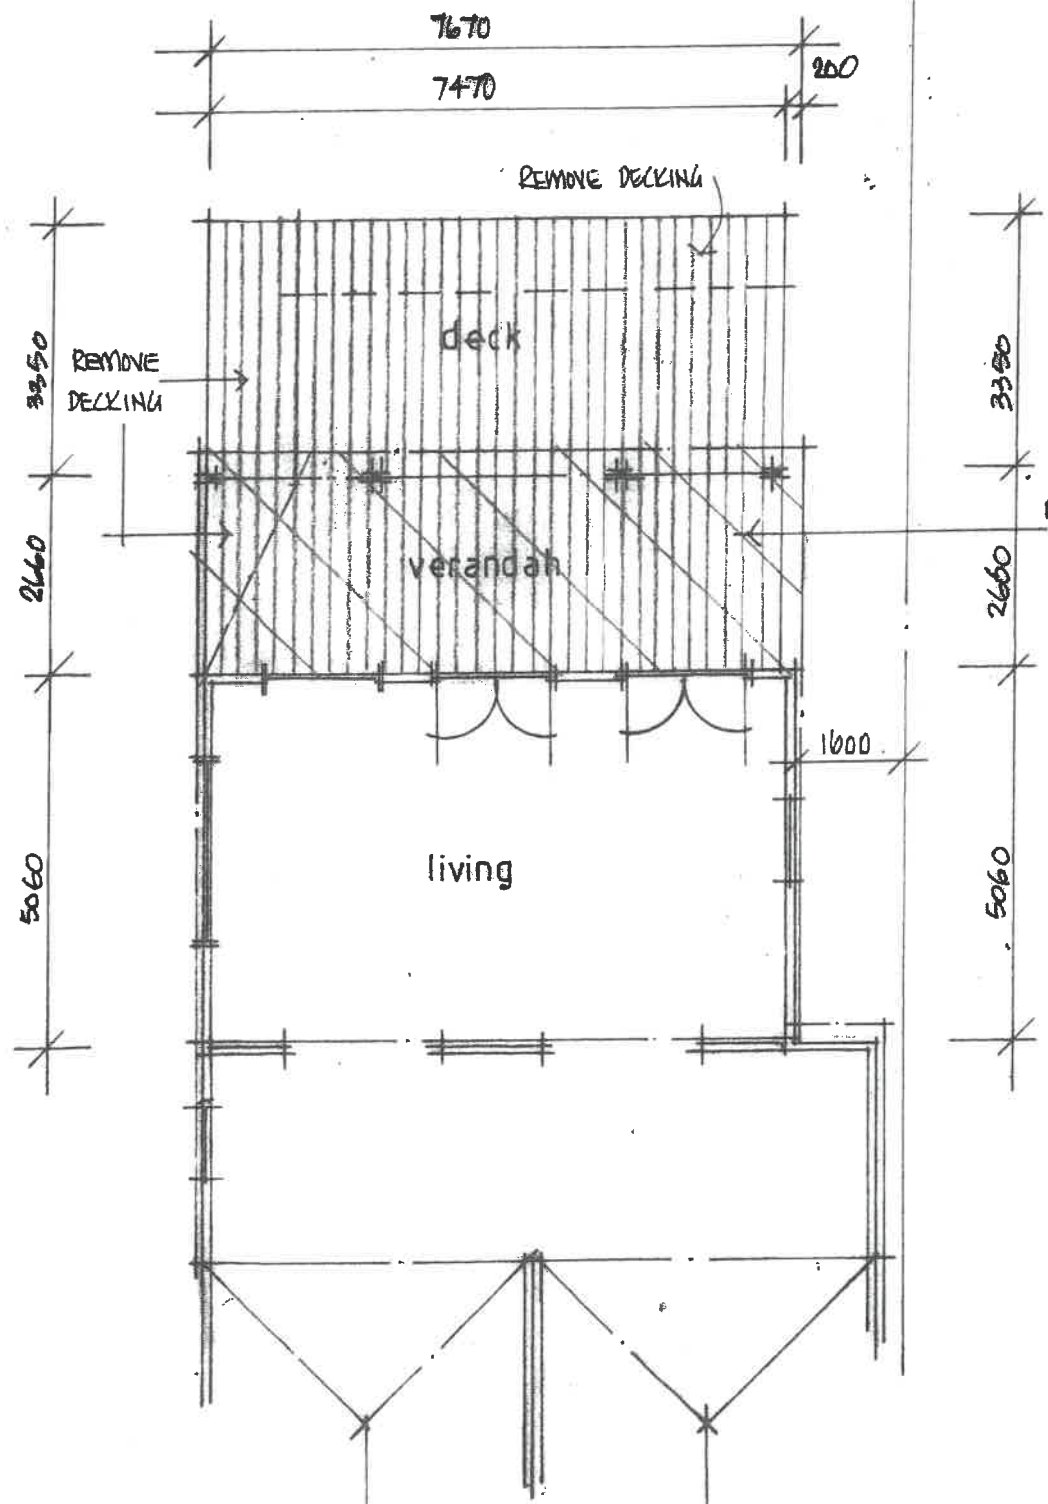 7670
200
7470
REMOVE DECKING
deck
3350
REMOVE
DECKING
3350
verandah
2660
2660
1600
living
5060
5060